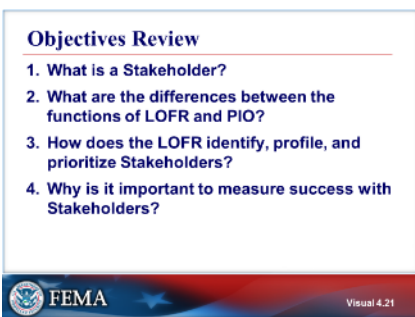 Objectives Review
1. What is a Stakeholder?
2. What are the differences between the
functions of LOFR and PIO?
3. How does the LOFR identify, profile, and
prioritize Stakeholders?
4. Why is it important to measure success with
Stakeholders?
FEMA
Visual 4.21